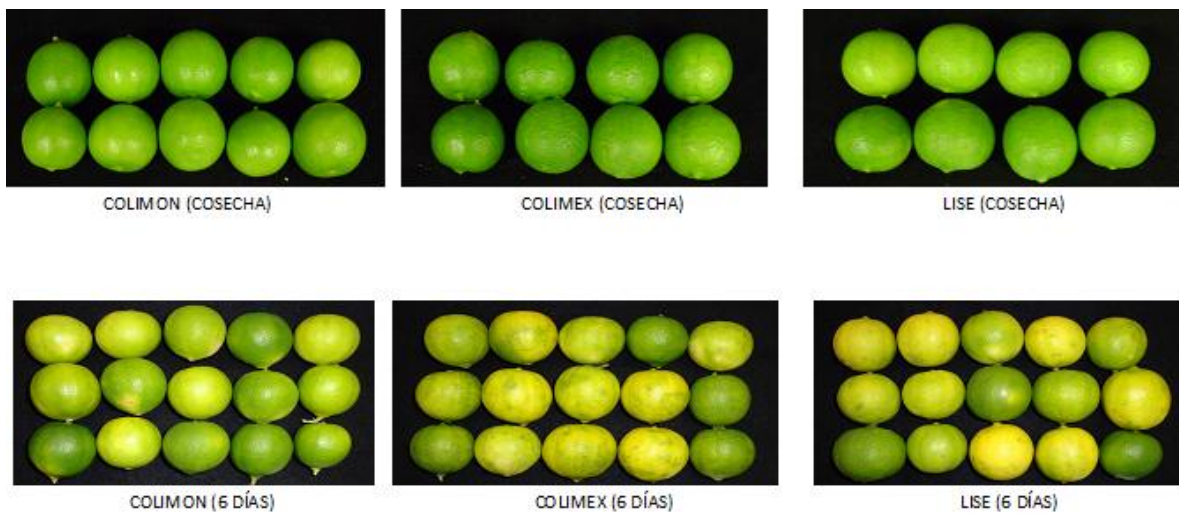 COLIMON (COSECHA)
COLIMEX (COSECHA)
LISE (COSECHA)
COLIMON (6 DÍAS)
COLIMEX (6 DÍAS)
LISE (6 DÍAS)